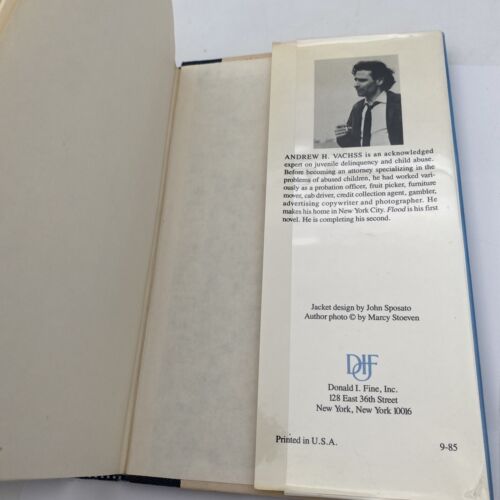 ANDREW H. VACHSS is an acknowledged
expert on juvenile delinquency and child abuse.
Before becoming an attorney specializing in the
problems of abused children, he had worked vari-
ously as a probation officer, fruit picker, furniture
mover, cab driver, credit collection agent, gambler,
advertising copywriter and photographer. He
makes his home in New York City. Flood is his first
novel. He is completing his second.
Jacket design by John Sposato
Author photo © by Marcy Stoeven
DIF
Donald I. Fine, Inc.
128 East 36th Street
New York, New York 10016
Printed in U.S.A.
9-85